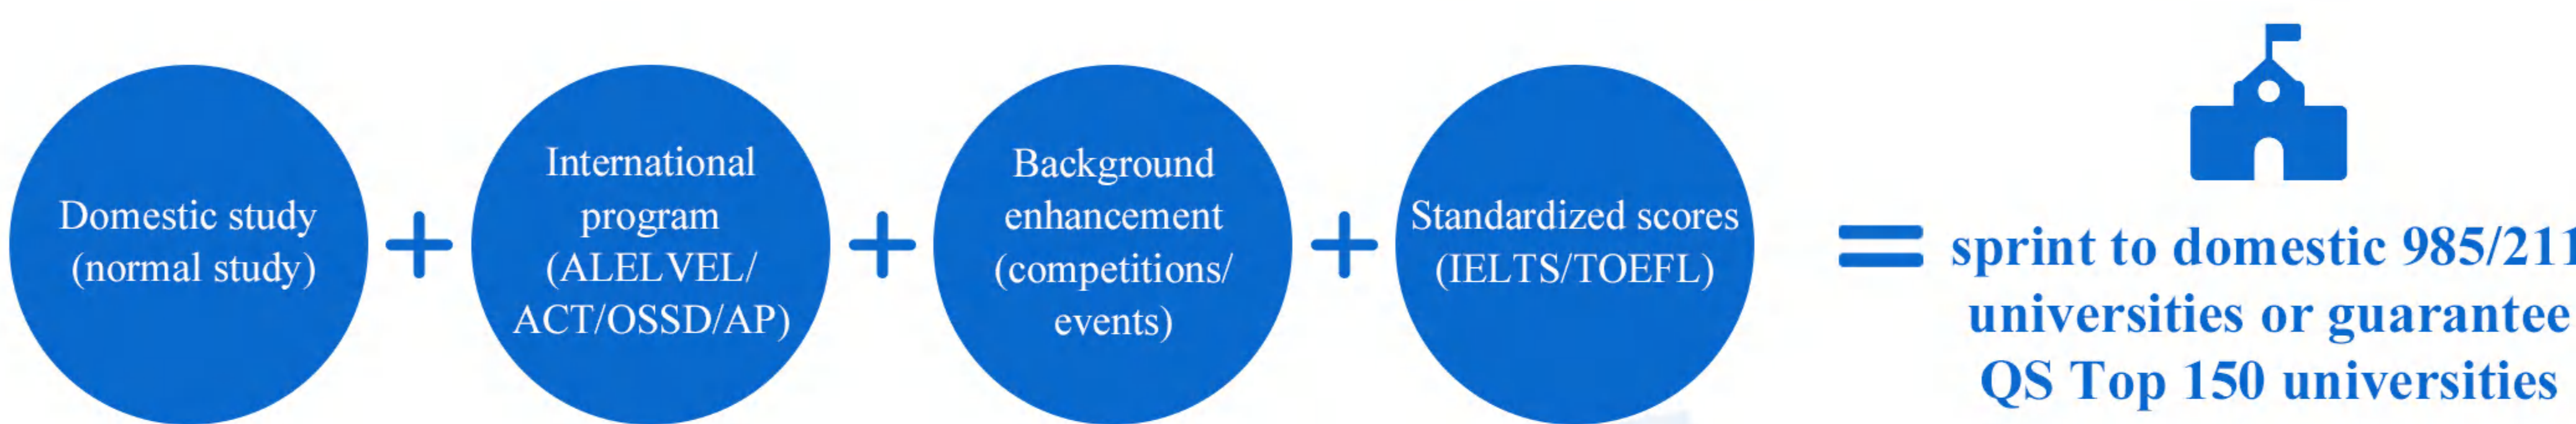 Domestic study
(normal study)
+
International
program
(ALELVEL/
ACT/OSSD/AP)
+
Background
enhancement
(competitions/
events)
+
Standardized scores
(IELTS/TOEFL)
=
sprint to domestic 985/211
universities or guarantee
QS Top 150 universities